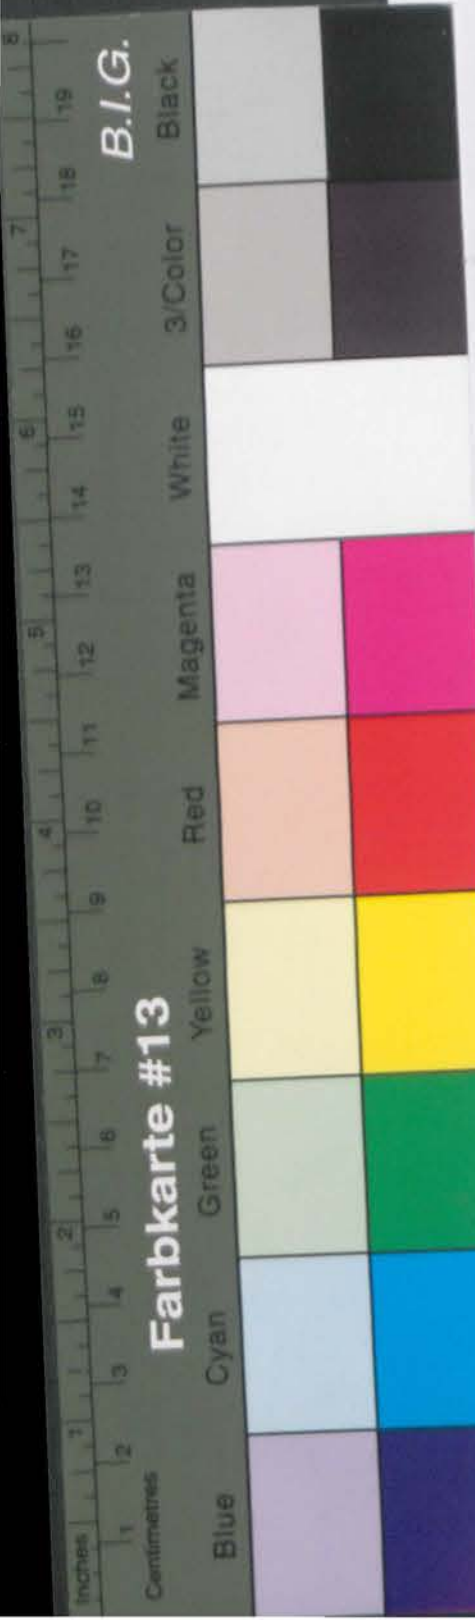 Inches 1 2 3 4 5 6 7 8
Centimetres 1 2 3 4 5 6 7 8 9 10 11 12 13 14 15 16 17 18 19
Farbkarte #13 B.I.G.
Blue Cyan Green Yellow Red Magenta White 3/Color Black